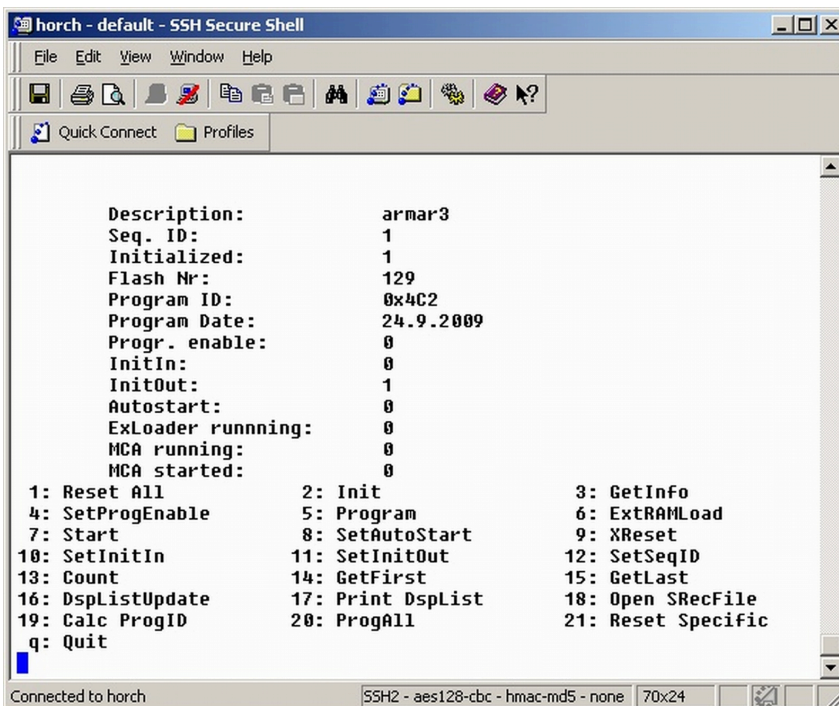 horch - default - SSH Secure Shell
File Edit View Window Help
Quick Connect Profiles
Description: armar3
Seq. ID: 1
Initialized: 1
Flash Nr: 129
Program ID: 0x4C2
Program Date: 24.9.2009
Progr. enable: 0
InitIn: 0
InitOut: 1
Autostart: 0
ExLoader runnning: 0
MCA running: 0
MCA started: 0
1: Reset All 2: Init 3: GetInfo
4: SetProgEnable 5: Program 6: ExtRAMLoad
7: Start 8: SetAutoStart 9: XReset
10: SetInitIn 11: SetInitOut 12: SetSeqID
13: Count 14: GetFirst 15: GetLast
16: DspListUpdate 17: Print DspList 18: Open SRecFile
19: Calc ProgID 20: ProgAll 21: Reset Specific
q: Quit
Connected to horch SSH2 - aes128-cbc - hmac-md5 - none 70x24